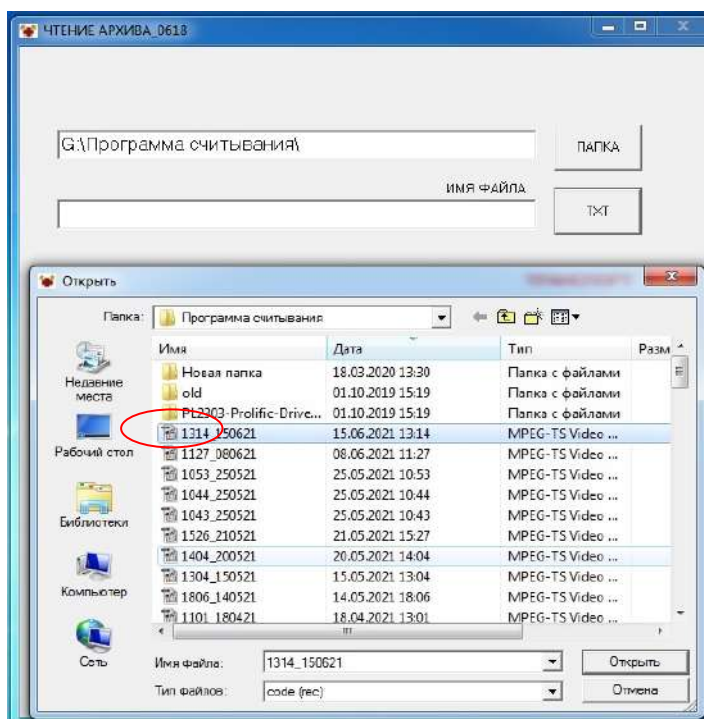 ЧТЕНИЕ АРХИВА_0618
G:\Программа считывания\
ПАПКА
ИМЯ ФАЙЛА
TXT
Открыть
Папка: Программа считывания
Имя Дата Тип Разм
Новая папка 18.03.2020 13:30 Папка с файлами
old 01.10.2019 15:19 Папка с файлами
PL2303-Prolific-Drive... 01.10.2019 15:19 Папка с файлами
1314_150621 15.06.2021 13:14 MPEG-TS Video ...
1127_080621 08.06.2021 11:27 MPEG-TS Video ...
1053_250521 25.05.2021 10:53 MPEG-TS Video ...
1044_250521 25.05.2021 10:44 MPEG-TS Video ...
1043_250521 25.05.2021 10:43 MPEG-TS Video ...
1526_210521 21.05.2021 15:27 MPEG-TS Video ...
1404_200521 20.05.2021 14:04 MPEG-TS Video ...
1304_150521 15.05.2021 13:04 MPEG-TS Video ...
1806_140521 14.05.2021 18:06 MPEG-TS Video ...
1101_180421 18.04.2021 13:01 MPEG-TS Video ...
Недавние
места
Рабочий стол
Библиотеки
Компьютер
Сеть
Имя файла: 1314_150621 Открыть
Тип файлов: code (rec) Отмена